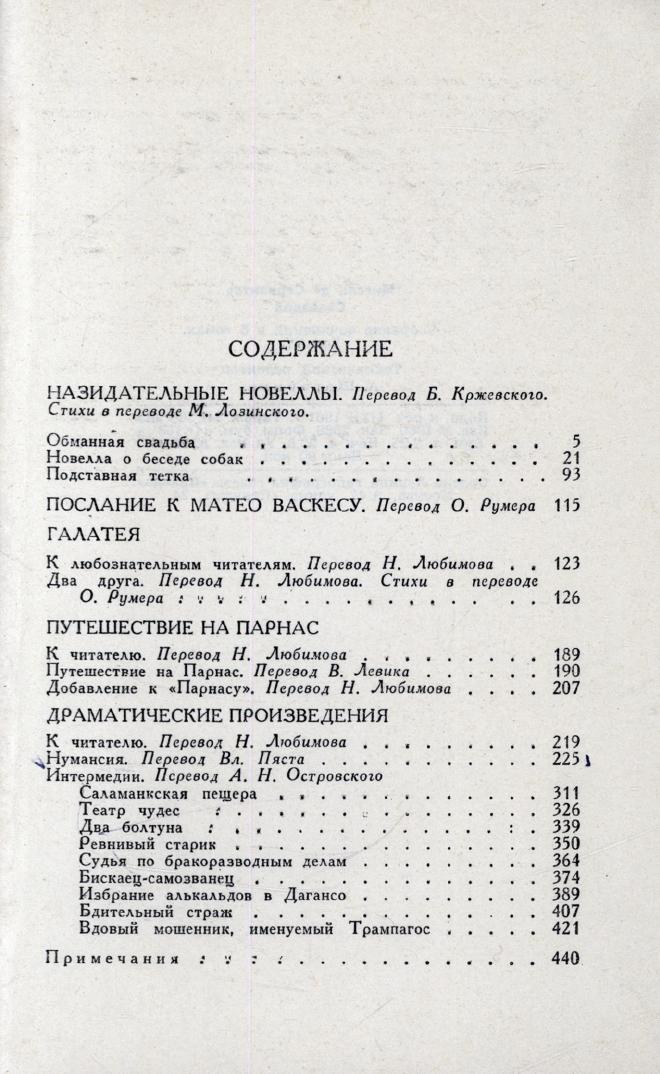 СОДЕРЖАНИЕ
НАЗИДАТЕЛЬНЫЕ НОВЕЛЛЫ. Перевод Б. Кржевского.
Стихи в переводе М. Лозинского.
Обманная свадьба . . . . . . . . . . . . . . . . 5
Новелла о беседе собак . . . . . . . . . . . . . . 21
Подставная тетка . . . . . . . . . . . . . . . . 93
ПОСЛАНИЕ К МАТЕО ВАСКЕСУ. Перевод О. Румера 115
ГАЛАТЕЯ
К любознательным читателям. Перевод Н. Любимова . . 123
Два друга. Перевод Н. Любимова. Стихи в переводе
О. Румера . . . . . . . . . . . . . . . . 126
ПУТЕШЕСТВИЕ НА ПАРНАС
К читателю. Перевод Н. Любимова . . . . . . . . . 189
Путешествие на Парнас. Перевод В. Левика . . . . . . 190
Добавление к «Парнасу». Перевод Н. Любимова . . . . 207
ДРАМАТИЧЕСКИЕ ПРОИЗВЕДЕНИЯ
К читателю. Перевод Н. Любимова . . . . . . . . . 219
Нумансия. Перевод Вл. Пяста . . . . . . . . . . . 225
Интермедии. Перевод А. Н. Островского
Саламанкская пещера . . . . . . . . . . . . . 311
Театр чудес . . . . . . . . . . . . . . . . 326
Два болтуна . . . . . . . . . . . . . . . . 339
Ревнивый старик . . . . . . . . . . . . . . . 350
Судья по бракоразводным делам . . . . . . . . . 364
Бискаец-самозванец . . . . . . . . . . . . . . 374
Избрание алькальдов в Дагансо . . . . . . . . . 389
Бдительный страж . . . . . . . . . . . . . . 407
Вдовый мошенник, именуемый Трампагос . . . . . 421
Примечания . . . . . . . . . . . . . . . . . 440